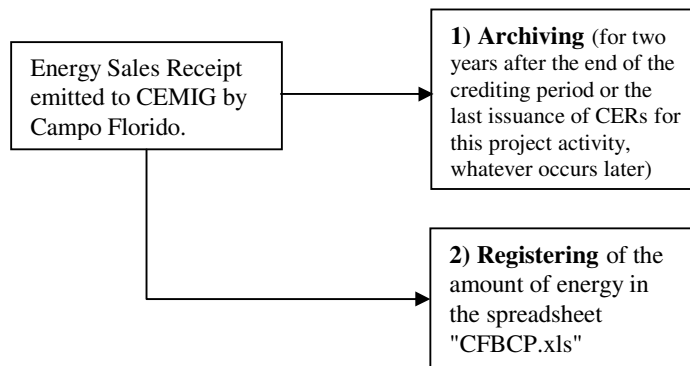 Energy Sales Receipt
emitted to CEMIG by
Campo Florido.
1) Archiving (for two
years after the end of the
crediting period or the
last issuance of CERs for
this project activity,
whatever occurs later)
2) Registering of the
amount of energy in
the spreadsheet
"CFBCP.xls"